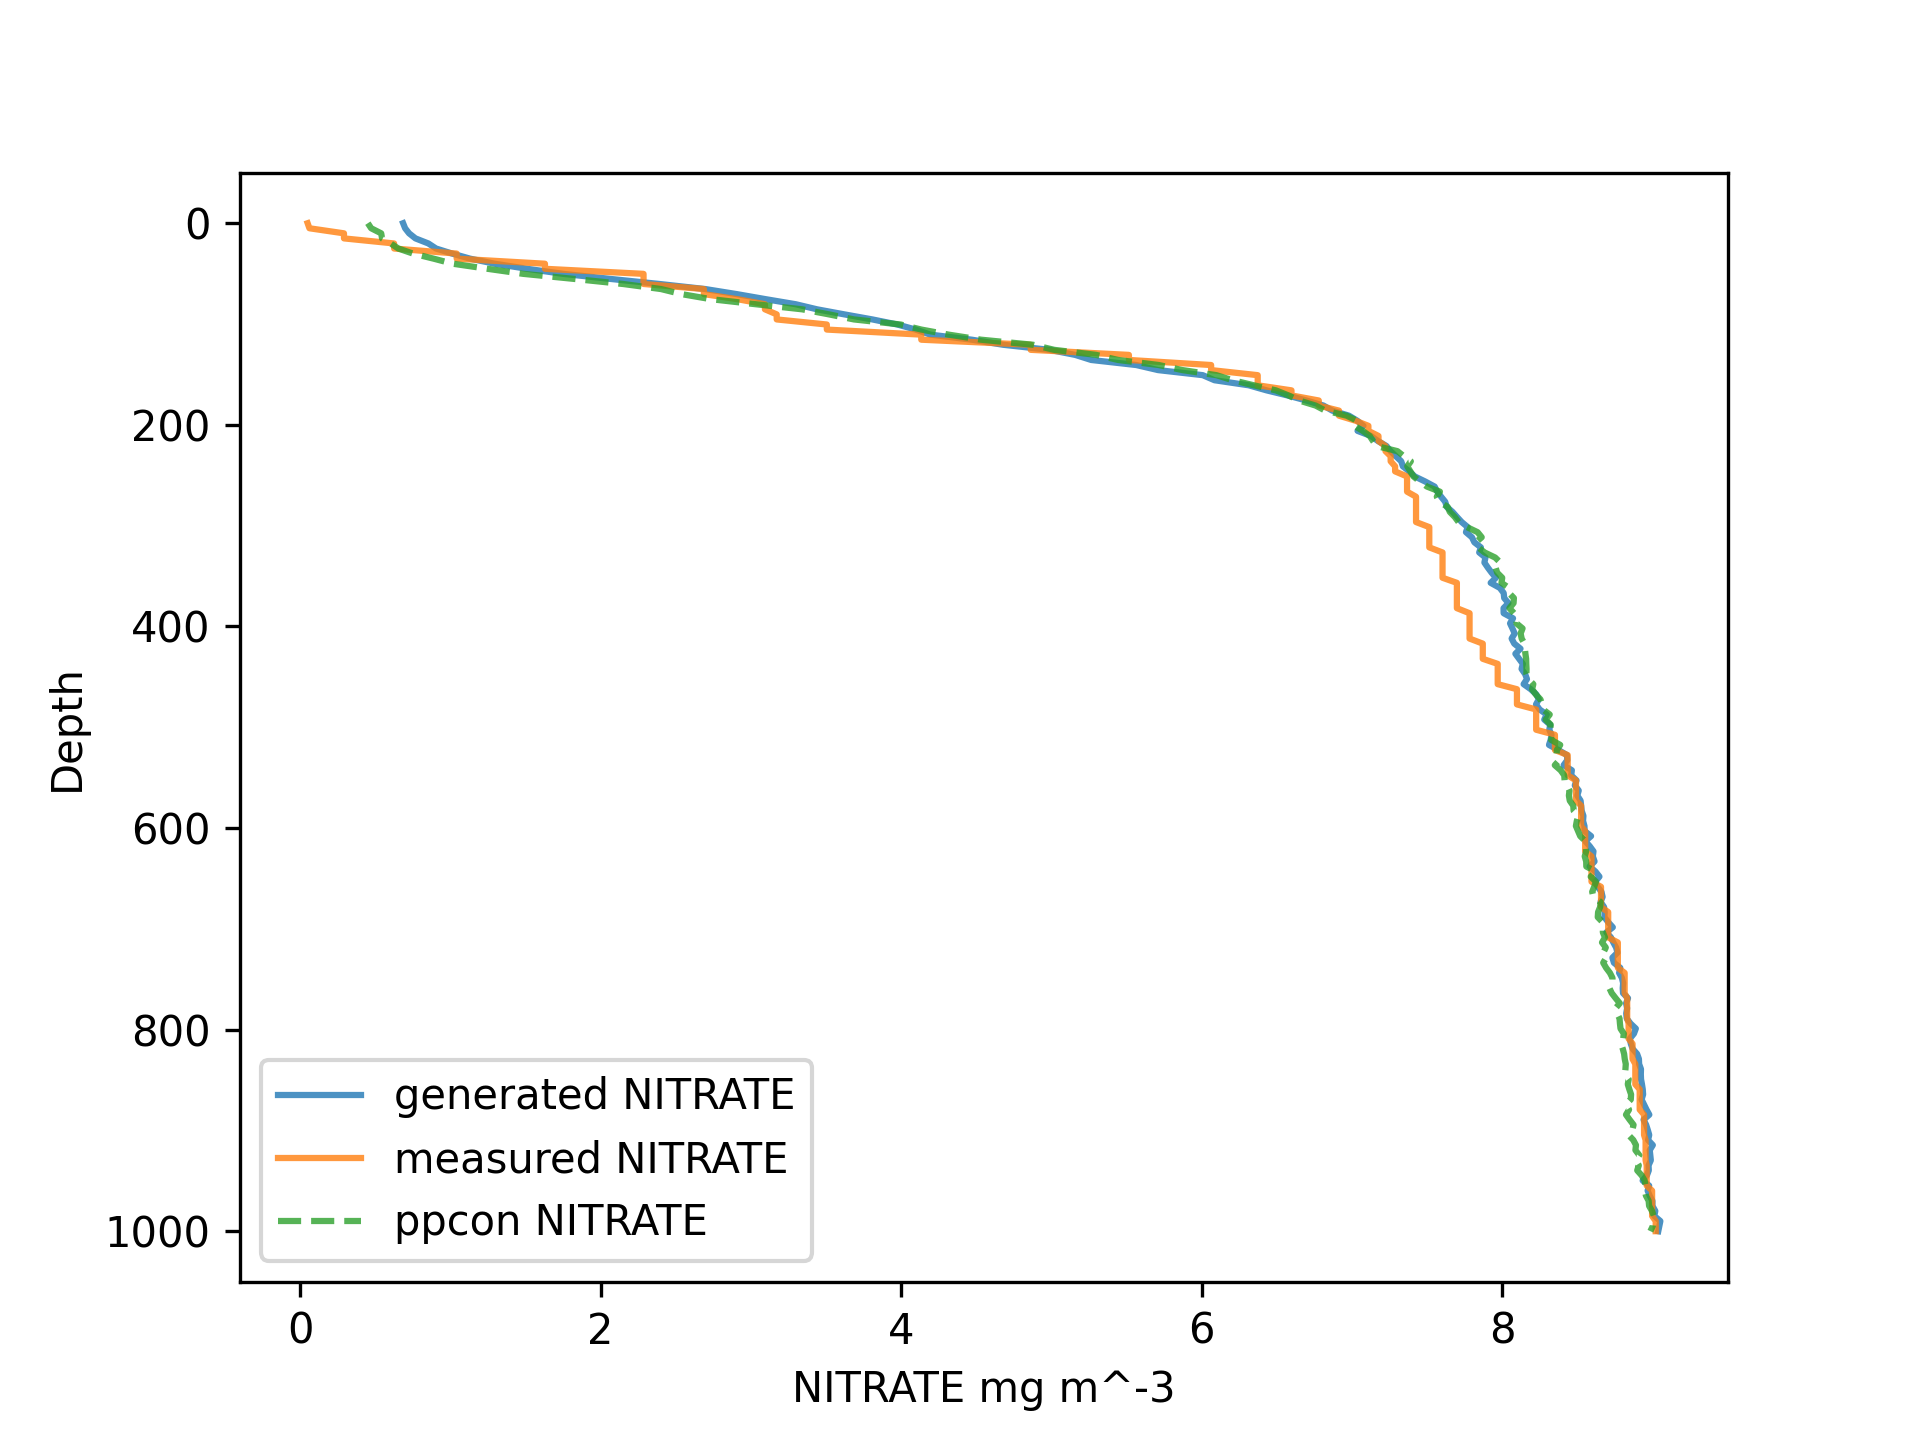 0
200
400
600
800
1000
Depth
generated NITRATE
measured NITRATE
ppcon NITRATE
0 2 4 6 8
NITRATE mg m^-3